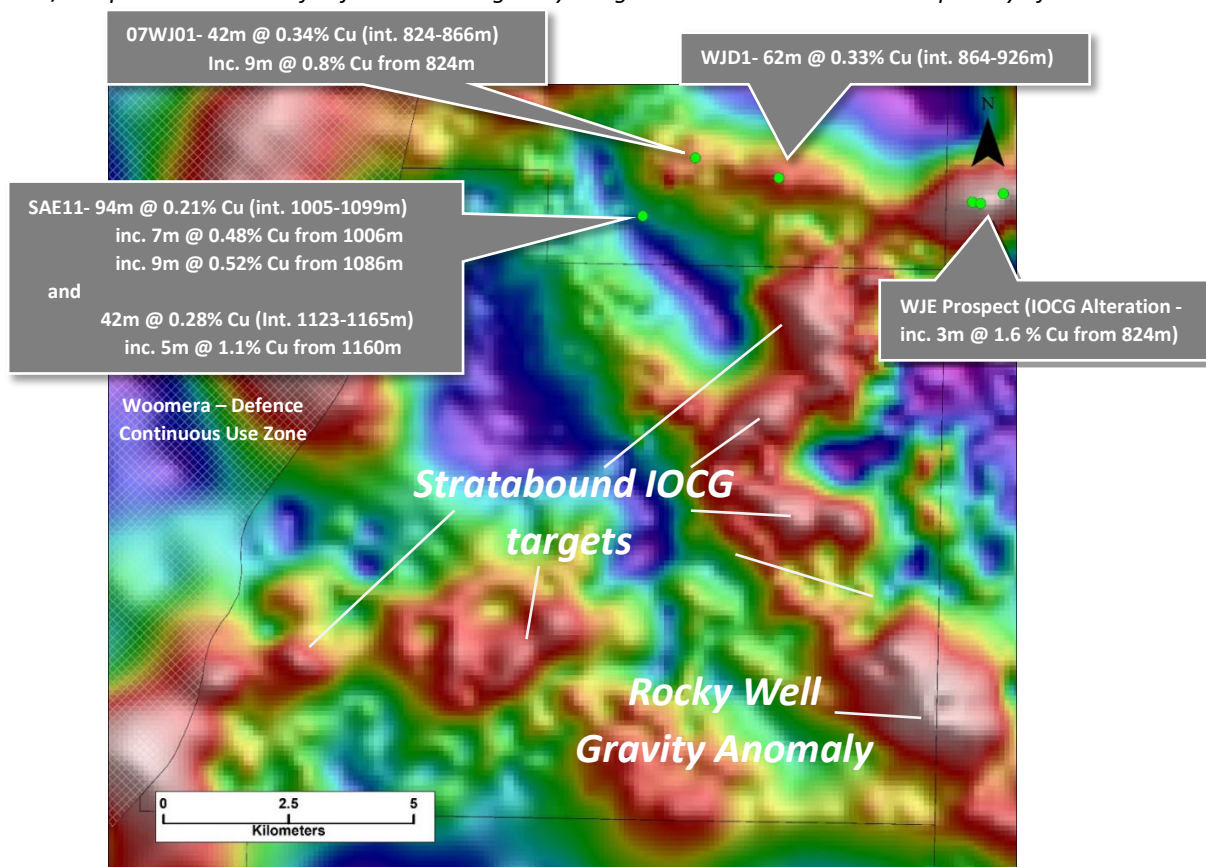 07WJ01- 42m @ 0.34% Cu (int. 824-866m)
Inc. 9m @ 0.8% Cu from 824m
WJD1- 62m @ 0.33% Cu (int. 864-926m)
N
SAE11- 94m @ 0.21% Cu (int. 1005-1099m)
inc. 7m @ 0.48% Cu from 1006m
inc. 9m @ 0.52% Cu from 1086m
and
42m @ 0.28% Cu (Int. 1123-1165m)
inc. 5m @ 1.1% Cu from 1160m
WJE Prospect (IOCG Alteration -
inc. 3m @ 1.6 % Cu from 824m)
Woomera – Defence
Continuous Use Zone
Stratabound IOCG
targets
Rocky Well
Gravity Anomaly
0 2.5 5
Kilometers